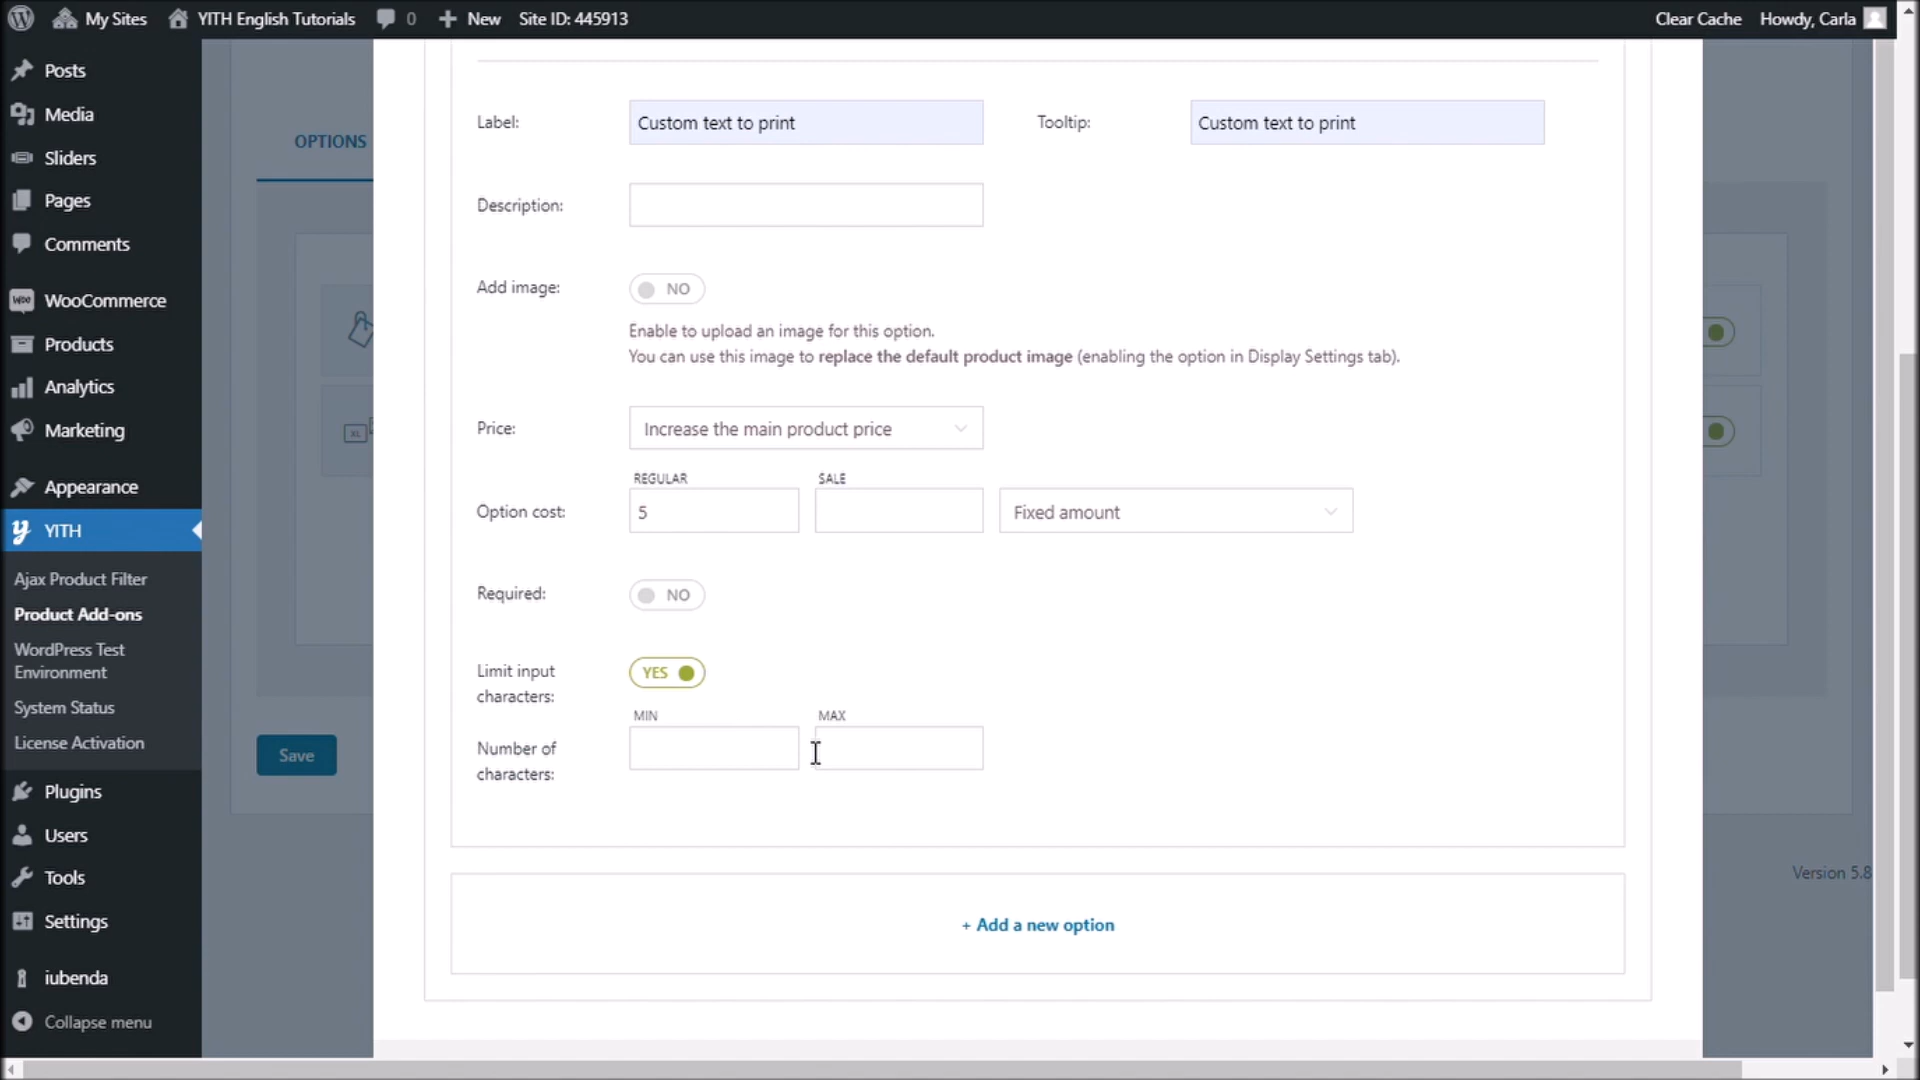 My Sites
YITH English Tutorials
0
New
Site ID: 445913
Clear Cache
Howdy, Carla
Posts
Media
Sliders
Pages
Comments
WooCommerce
Products
Analytics
Marketing
Appearance
YITH
Ajax Product Filter
Product Add-ons
WordPress Test
Environment
System Status
License Activation
Plugins
Users
Tools
Settings
iubenda
Collapse menu
OPTIONS
XL
Save
Label:
Custom text to print
Tooltip:
Custom text to print
Description:
Add image:
NO
Enable to upload an image for this option.
You can use this image to replace the default product image (enabling the option in Display Settings tab).
Price:
Increase the main product price
REGULAR
SALE
Option cost:
5
Fixed amount
Required:
NO
Limit input
characters:
YES
MIN
MAX
Number of
characters:
+ Add a new option
Version 5.8